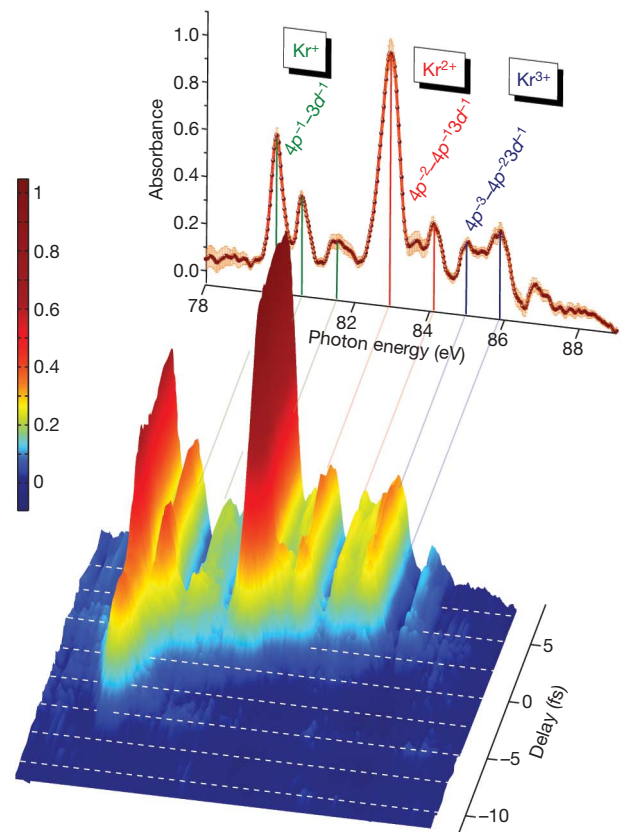 1.0
0.8
0.6
0.4
0.2
0.0
Absorbance
Kr⁺
Kr²⁺
Kr³⁺
4p⁻¹–3d⁻¹
4p⁻²–4p⁻¹3d⁻¹
4p⁻³–4p⁻²3d⁻¹
78
82
84
86
88
Photon energy (eV)
1
0.8
0.6
0.4
0.2
0
5
0
−5
−10
Delay (fs)